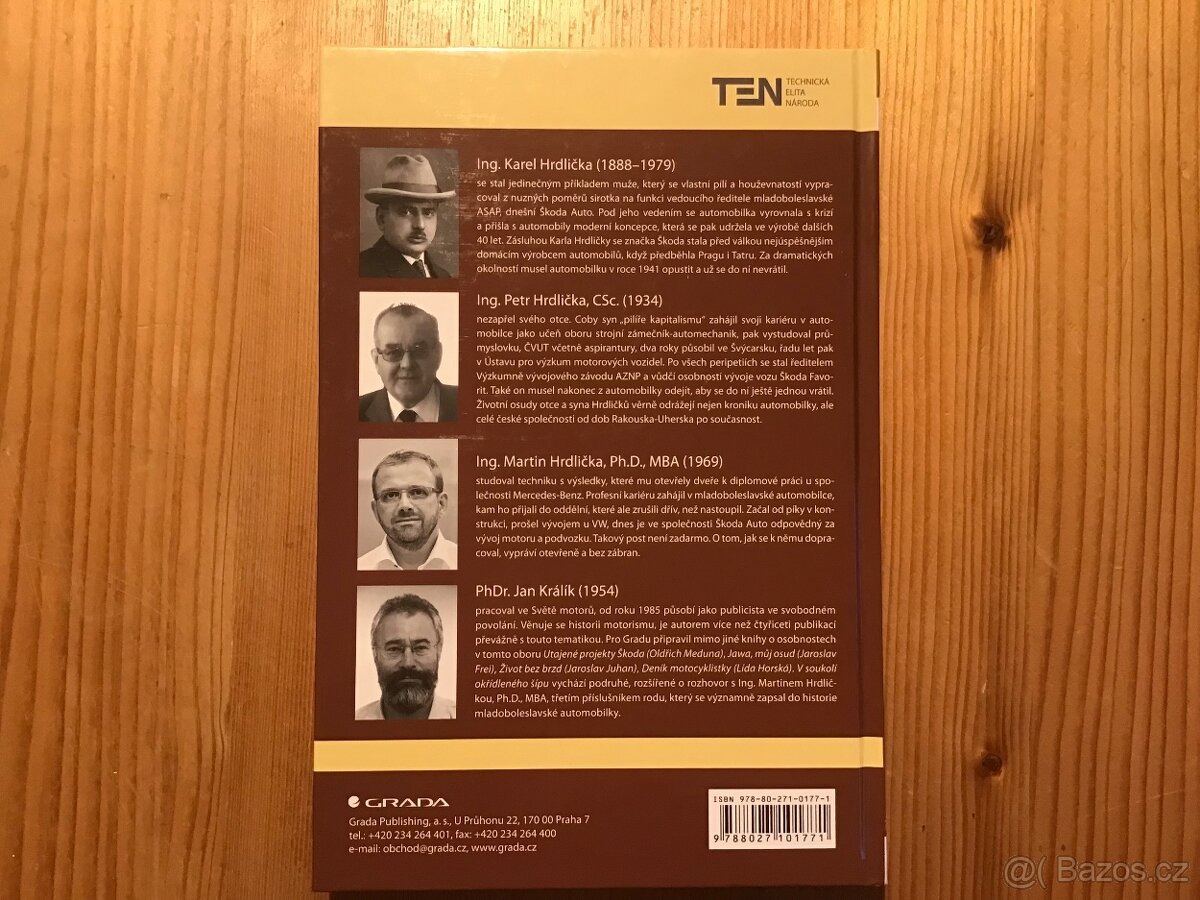 TEN TECHNICKÁ
ELITA
NÁRODA
Ing. Karel Hrdlička (1888–1979)
se stal jedinečným příkladem muže, který se vlastní pílí a houževnatostí vypra-
coval z nuzných poměrů sirotka na funkci vedoucího ředitele mladoboleslavské
ASAP, dnešní Škoda Auto. Pod jeho vedením se automobilka vyrovnala s krizí
a přišla s automobily moderní koncepce, která se pak udržela ve výrobě dalších
40 let. Zásluhou Karla Hrdličky se značka Škoda stala před válkou nejúspěšnějším
domácím výrobcem automobilů, když předběhla Pragu i Tatru. Za dramatických
okolností musel automobilku v roce 1941 opustit a už se do ní nevrátil.
Ing. Petr Hrdlička, CSc. (1934)
nezapřel svého otce. Coby syn „pilíře kapitalismu“ zahájil svoji kariéru v auto-
mobilce jako učeň oboru strojní zámečník-automechanik, pak vystudoval prů-
myslovku, ČVUT včetně aspirantury, dva roky působil ve Švýcarsku, řadu let pak
v Ústavu pro výzkum motorových vozidel. Po všech peripetiích se stal ředitelem
Výzkumně vývojového závodu AZNP a vůdčí osobností vývoje vozu Škoda Favo-
rit. Také on musel nakonec z automobilky odejít, aby se do ní ještě jednou vrátil.
Životní osudy otce a syna Hrdličků věrně odrážejí nejen kroniku automobilky, ale
celé české společnosti od dob Rakouska-Uherska po současnost.
Ing. Martin Hrdlička, Ph.D., MBA (1969)
studoval techniku s výsledky, které mu otevřely dveře k diplomové práci u spo-
lečnosti Mercedes-Benz. Profesní kariéru zahájil v mladoboleslavské automobilce,
kam ho přijali do oddělní, které ale zrušili dřív, než nastoupil. Začal od píky v kon-
strukci, prošel vývojem u VW, dnes je ve společnosti Škoda Auto odpovědný za
vývoj motoru a podvozku. Takový post není zadarmo. O tom, jak se k němu dopra-
coval, vypráví otevřeně a bez zábran.
PhDr. Jan Králík (1954)
pracoval ve Světě motorů, od roku 1985 působí jako publicista ve svobodném
povolání. Věnuje se historii motorismu, je autorem více než čtyřiceti publikací
převážně s touto tematikou. Pro Gradu připravil mimo jiné knihy o osobnostech
v tomto oboru Utajené projekty Škoda (Oldřich Meduna), Jawa, můj osud (Jaroslav
Frei), Život bez brzd (Jaroslav Juhan), Deník motocyklistky (Lída Horská). V soukolí
okřídleného šípu vychází podruhé, rozšířené o rozhovor s Ing. Martinem Hrdlič-
kou, Ph.D., MBA, třetím příslušníkem rodu, který se významně zapsal do historie
mladoboleslavské automobilky.
GRADA
Grada Publishing, a. s., U Průhonu 22, 170 00 Praha 7
tel.: +420 234 264 401, fax: +420 234 264 400
e-mail: obchod@grada.cz, www.grada.cz
ISBN 978-80-271-0177-1
9 788027 101771
@( Bazos.cz